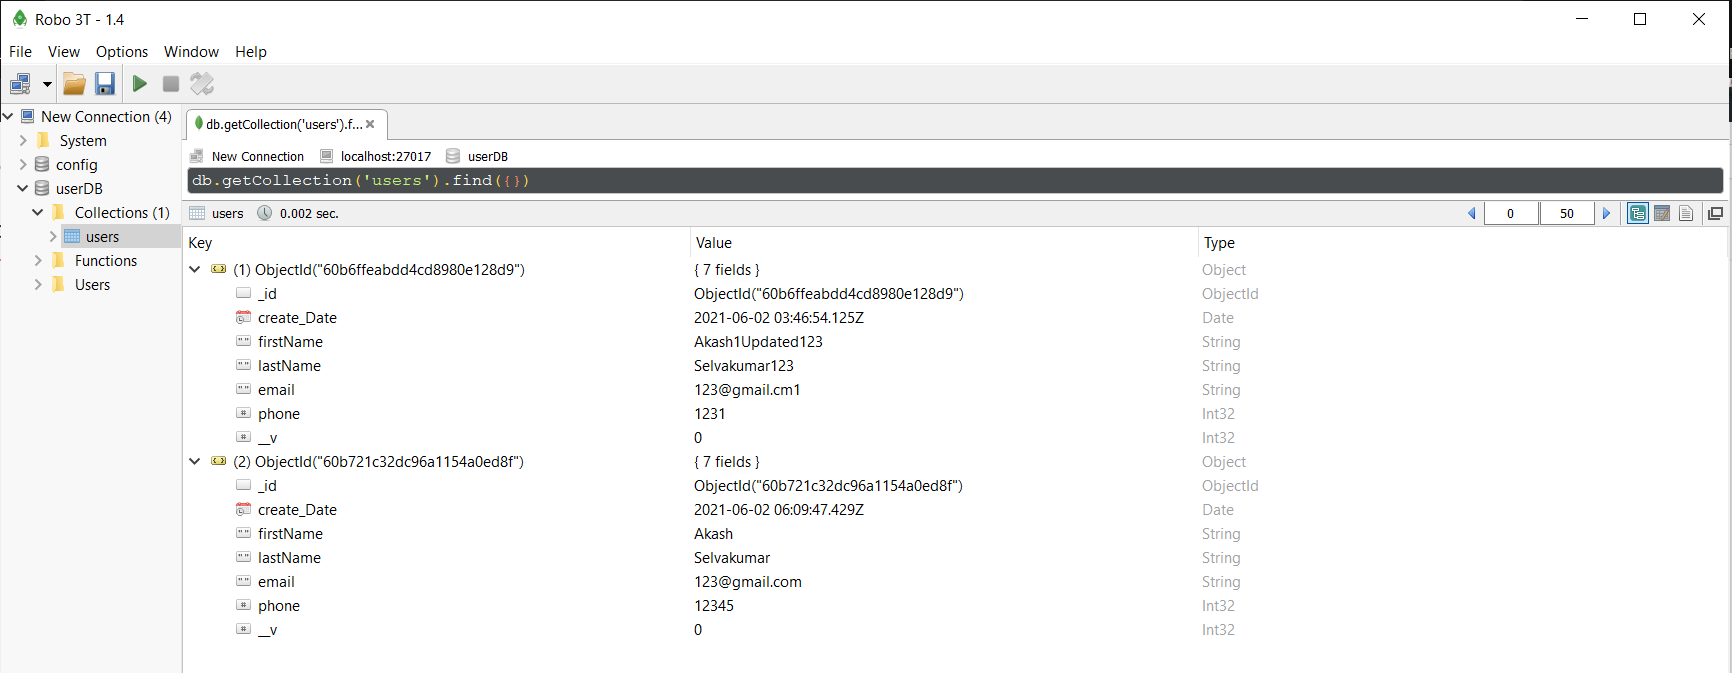 Robo 3T - 1.4
File View Options Window Help
New Connection (4)
System
config
userDB
Collections (1)
users
Functions
Users
db.getCollection('users').f...
New Connection localhost:27017 userDB
db.getCollection('users').find({})
users 0.002 sec. 0 50
Key Value Type
(1) ObjectId("60b6ffeabdd4cd8980e128d9") { 7 fields } Object
_id ObjectId("60b6ffeabdd4cd8980e128d9") ObjectId
create_Date 2021-06-02 03:46:54.125Z Date
firstName Akash1Updated123 String
lastName Selvakumar123 String
email 123@gmail.cm1 String
phone 1231 Int32
__v 0 Int32
(2) ObjectId("60b721c32dc96a1154a0ed8f") { 7 fields } Object
_id ObjectId("60b721c32dc96a1154a0ed8f") ObjectId
create_Date 2021-06-02 06:09:47.429Z Date
firstName Akash String
lastName Selvakumar String
email 123@gmail.com String
phone 12345 Int32
__v 0 Int32